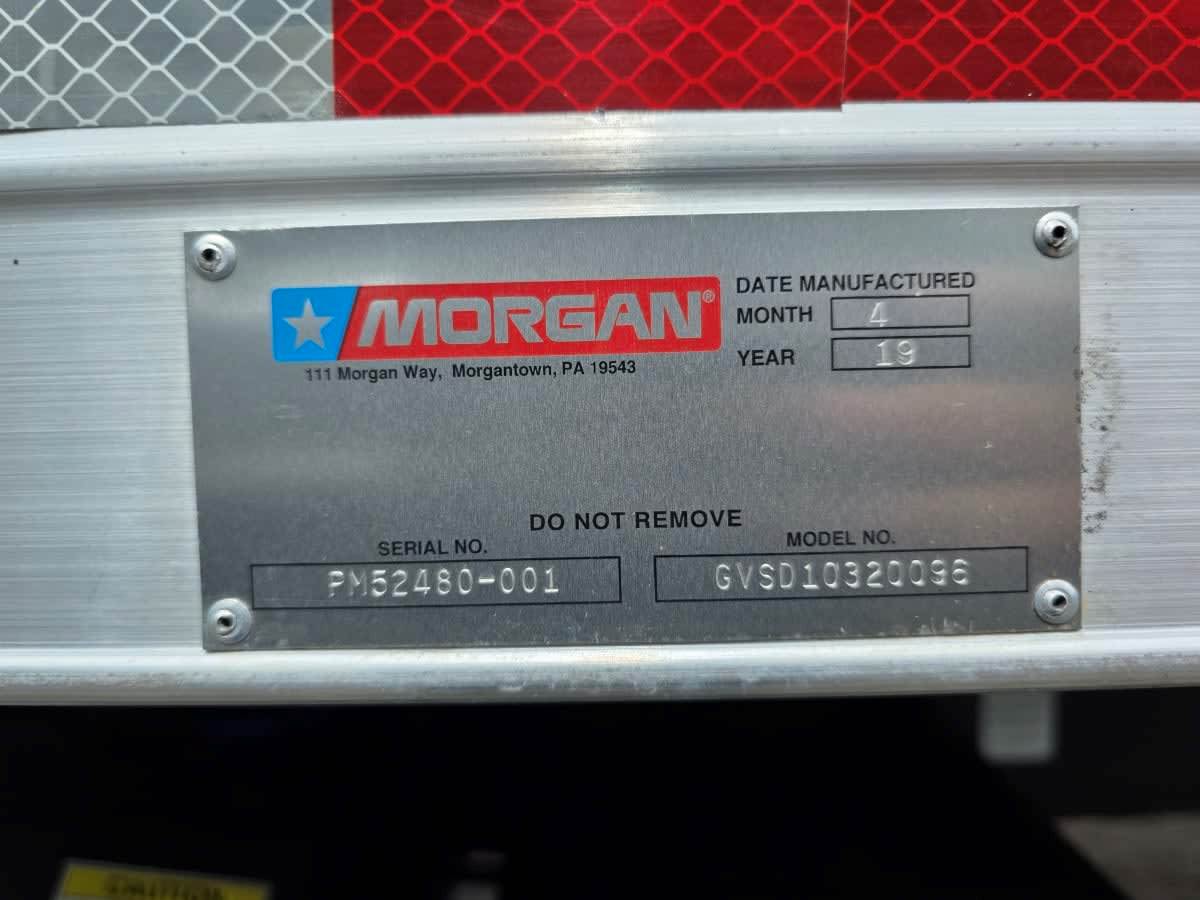 MORGAN®
111 Morgan Way, Morgantown, PA 19543
DATE MANUFACTURED
MONTH 4
YEAR 19
DO NOT REMOVE
SERIAL NO.
PM52480-001
MODEL NO.
GVSD10320096
CAUTION